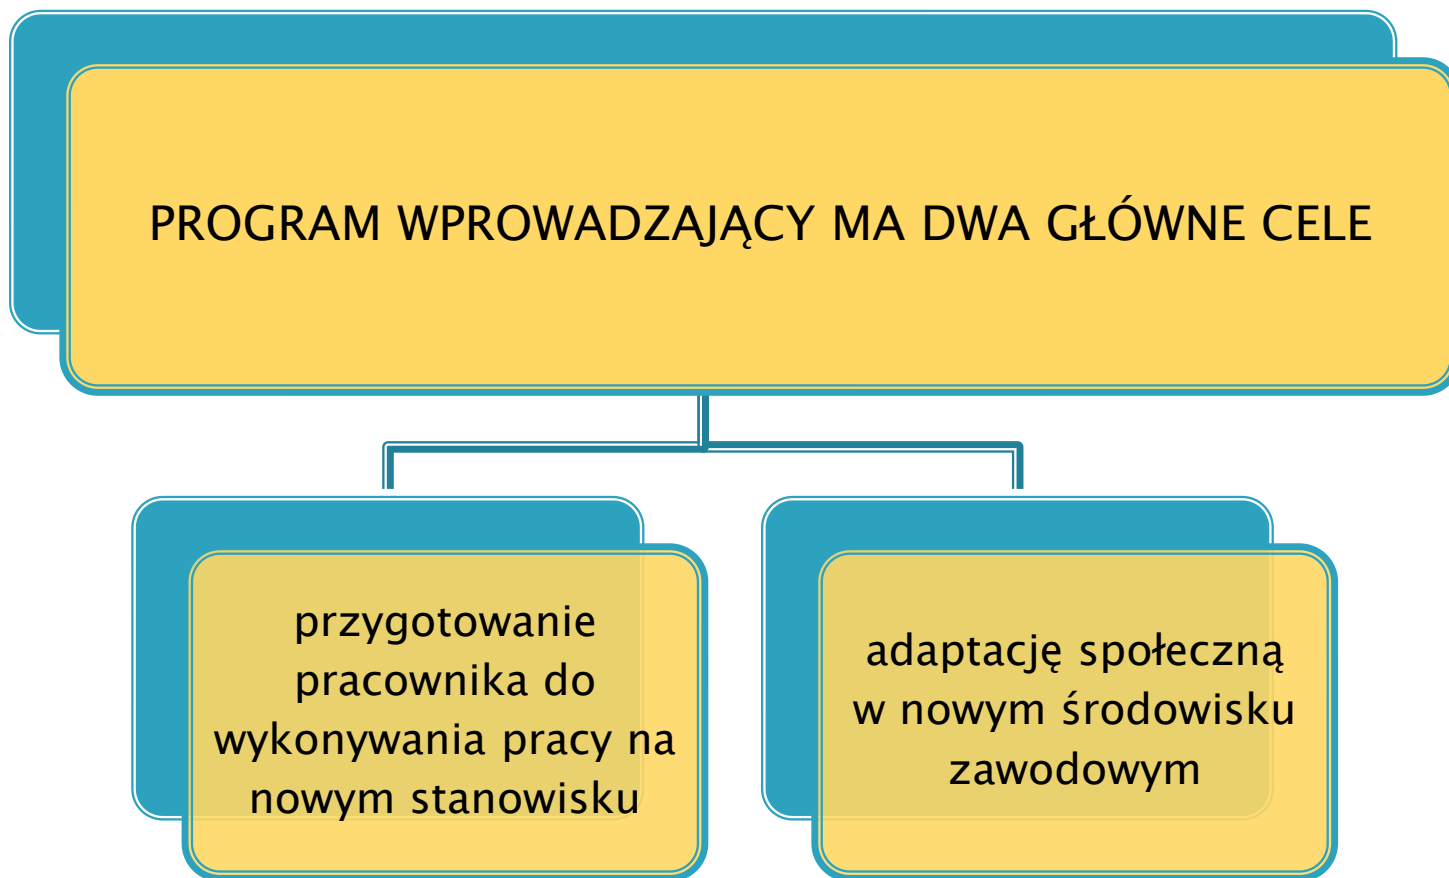 PROGRAM WPROWADZAJĄCY MA DWA GŁÓWNE CELE
przygotowanie
pracownika do
wykonywania pracy na
nowym stanowisku
adaptację społeczną
w nowym środowisku
zawodowym